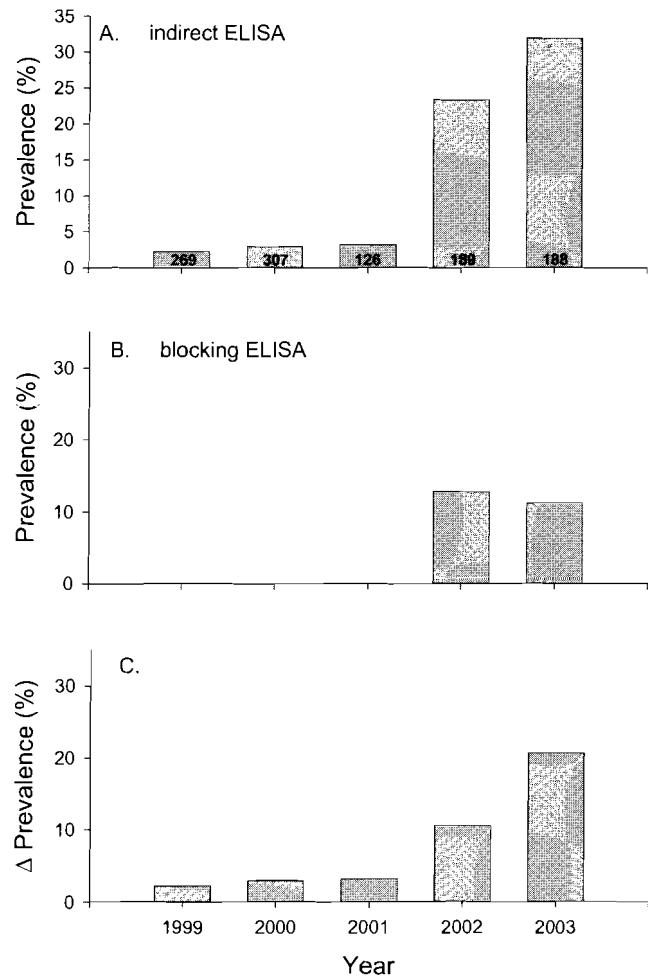 A. indirect ELISA
Prevalence (%)
35
30
25
20
15
10
5
0
269 307 126 189 188
B. blocking ELISA
Prevalence (%)
30
20
10
0
C.
Δ Prevalence (%)
30
20
10
0
1999 2000 2001 2002 2003
Year